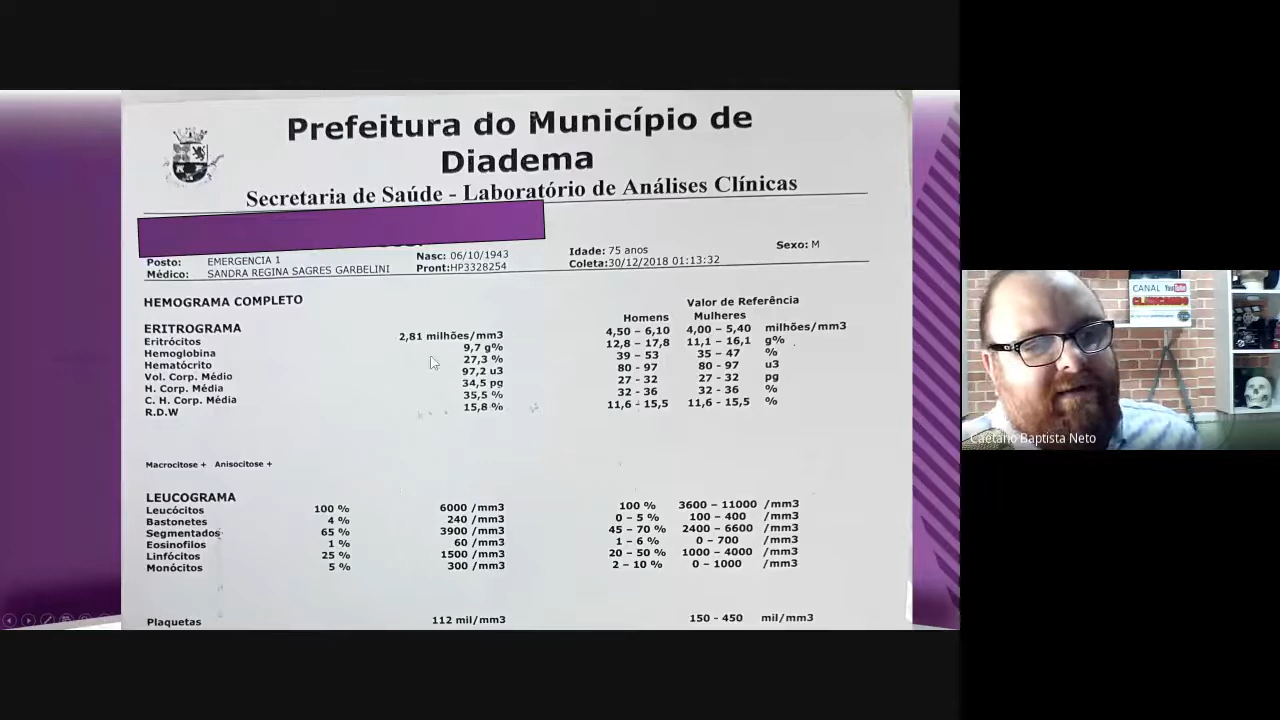 Prefeitura do Município de
Diadema
Secretaria de Saúde - Laboratório de Análises Clínicas
Posto: EMERGENCIA 1 Nasc: 06/10/1943 Idade: 75 anos Sexo: M
Médico: SANDRA REGINA SAGRES GARBELINI Pront:HP3328254 Coleta:30/12/2018 01:13:32
HEMOGRAMA COMPLETO Valor de Referência
ERITROGRAMA Homens Mulheres
Eritrócitos 2,81 milhões/mm3 4,50 – 6,10 4,00 – 5,40 milhões/mm3
Hemoglobina 9,7 g% 12,8 – 17,8 11,1 – 16,1 g%
Hematócrito 27,3 % 39 – 53 35 – 47 %
Vol. Corp. Médio 97,2 u3 80 – 97 80 – 97 u3
H. Corp. Média 34,5 pg 27 – 32 27 – 32 pg
C. H. Corp. Média 35,5 % 32 – 36 32 – 36 %
R.D.W 15,8 % 11,6 – 15,5 11,6 – 15,5 %
Macrocitose + Anisocitose +
LEUCOGRAMA
Leucócitos 100 % 6000 /mm3 100 % 3600 – 11000 /mm3
Bastonetes 4 % 240 /mm3 0 – 5 % 100 – 400 /mm3
Segmentados 65 % 3900 /mm3 45 – 70 % 2400 – 6600 /mm3
Eosinofilos 1 % 60 /mm3 1 – 6 % 0 – 700 /mm3
Linfócitos 25 % 1500 /mm3 20 – 50 % 1000 – 4000 /mm3
Monócitos 5 % 300 /mm3 2 – 10 % 0 – 1000 /mm3
Plaquetas 112 mil/mm3 150 - 450 mil/mm3
CANAL YouTube
CLINICANDO
Caetano Baptista Neto